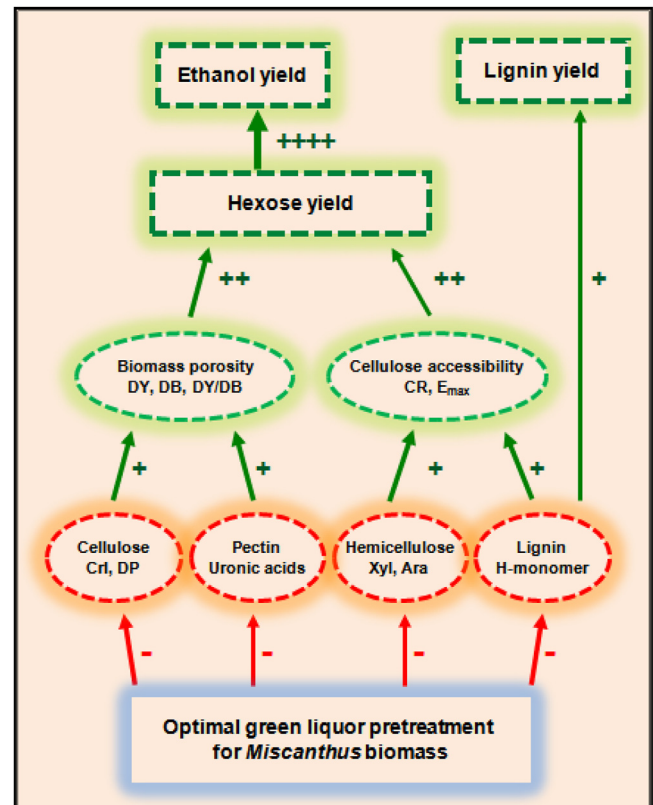 Ethanol yield
Lignin yield
++++
Hexose yield
++
++
+
Biomass porosity
DY, DB, DY/DB
Cellulose accessibility
CR, Emax
+
+
+
+
Cellulose
CrI, DP
Pectin
Uronic acids
Hemicellulose
Xyl, Ara
Lignin
H-monomer
-
-
-
-
Optimal green liquor pretreatment
for Miscanthus biomass